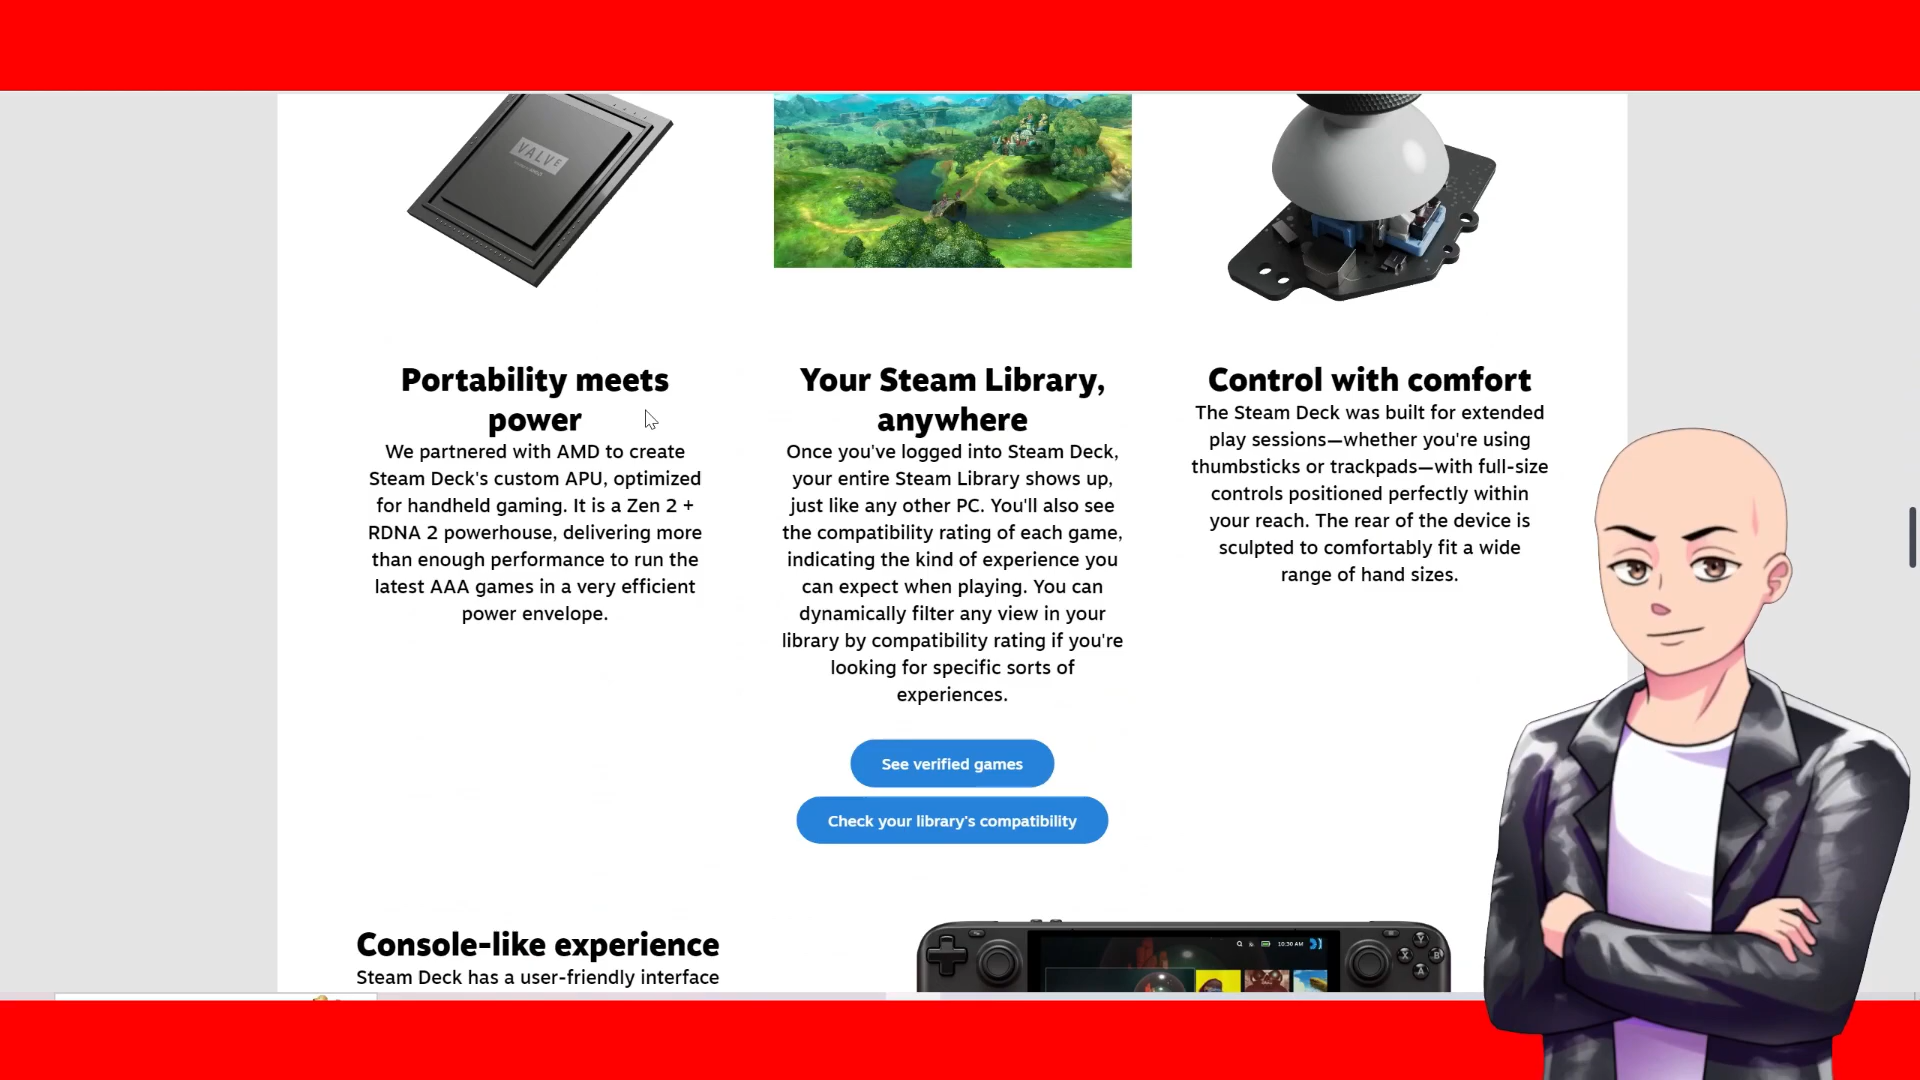 VALVE
Portability meets
power
We partnered with AMD to create
Steam Deck's custom APU, optimized
for handheld gaming. It is a Zen 2 +
RDNA 2 powerhouse, delivering more
than enough performance to run the
latest AAA games in a very efficient
power envelope.
Your Steam Library,
anywhere
Once you've logged into Steam Deck,
your entire Steam Library shows up,
just like any other PC. You'll also see
the compatibility rating of each game,
indicating the kind of experience you
can expect when playing. You can
dynamically filter any view in your
library by compatibility rating if you're
looking for specific sorts of
experiences.
See verified games
Check your library's compatibility
Control with comfort
The Steam Deck was built for extended
play sessions—whether you're using
thumbsticks or trackpads—with full-size
controls positioned perfectly within
your reach. The rear of the device is
sculpted to comfortably fit a wide
range of hand sizes.
Console-like experience
Steam Deck has a user-friendly interface
10:30 AM
Y
X
B
A